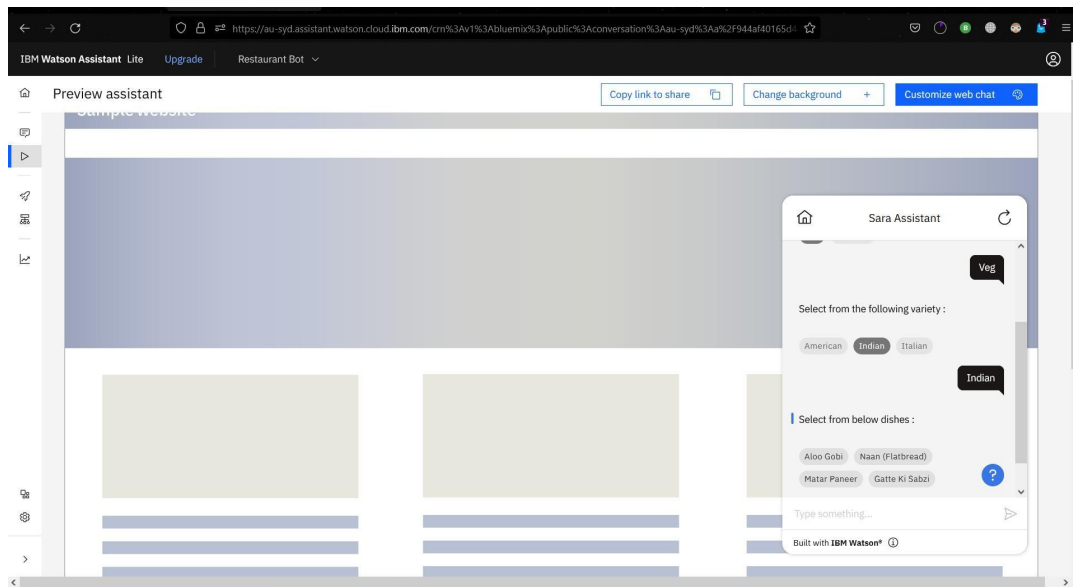 https://au-syd.assistant.watson.cloud.ibm.com/crn%3Av1%3Abluemix%3Apublic%3Aconversation%3Aau-syd%3Aa%2F944af40165d4
3
IBM Watson Assistant Lite Upgrade Restaurant Bot
Preview assistant Copy link to share Change background + Customize web chat
Sample website
Sara Assistant
Veg
Select from the following variety :
American Indian Italian
Indian
Select from below dishes :
Aloo Gobi Naan (Flatbread)
Matar Paneer Gatte Ki Sabzi
?
Type something...
Built with IBM Watson®